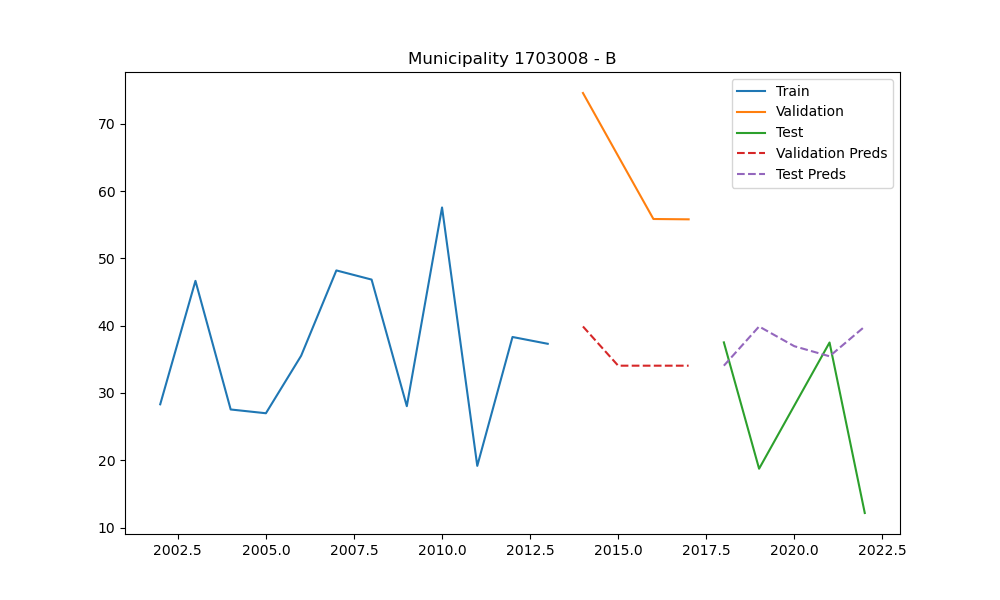 Municipality 1703008 - B
Train
Validation
Test
Validation Preds
Test Preds
70
60
50
40
30
20
10
2002.5 2005.0 2007.5 2010.0 2012.5 2015.0 2017.5 2020.0 2022.5